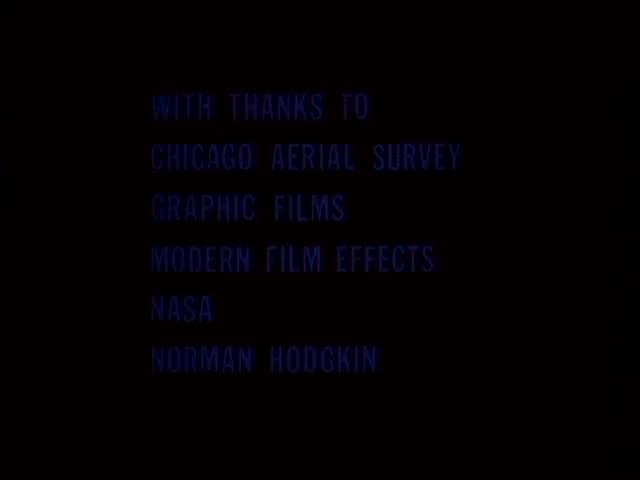 WITH THANKS TO
CHICAGO AERIAL SURVEY
GRAPHIC FILMS
MODERN FILM EFFECTS
NASA
NORMAN HODGKIN